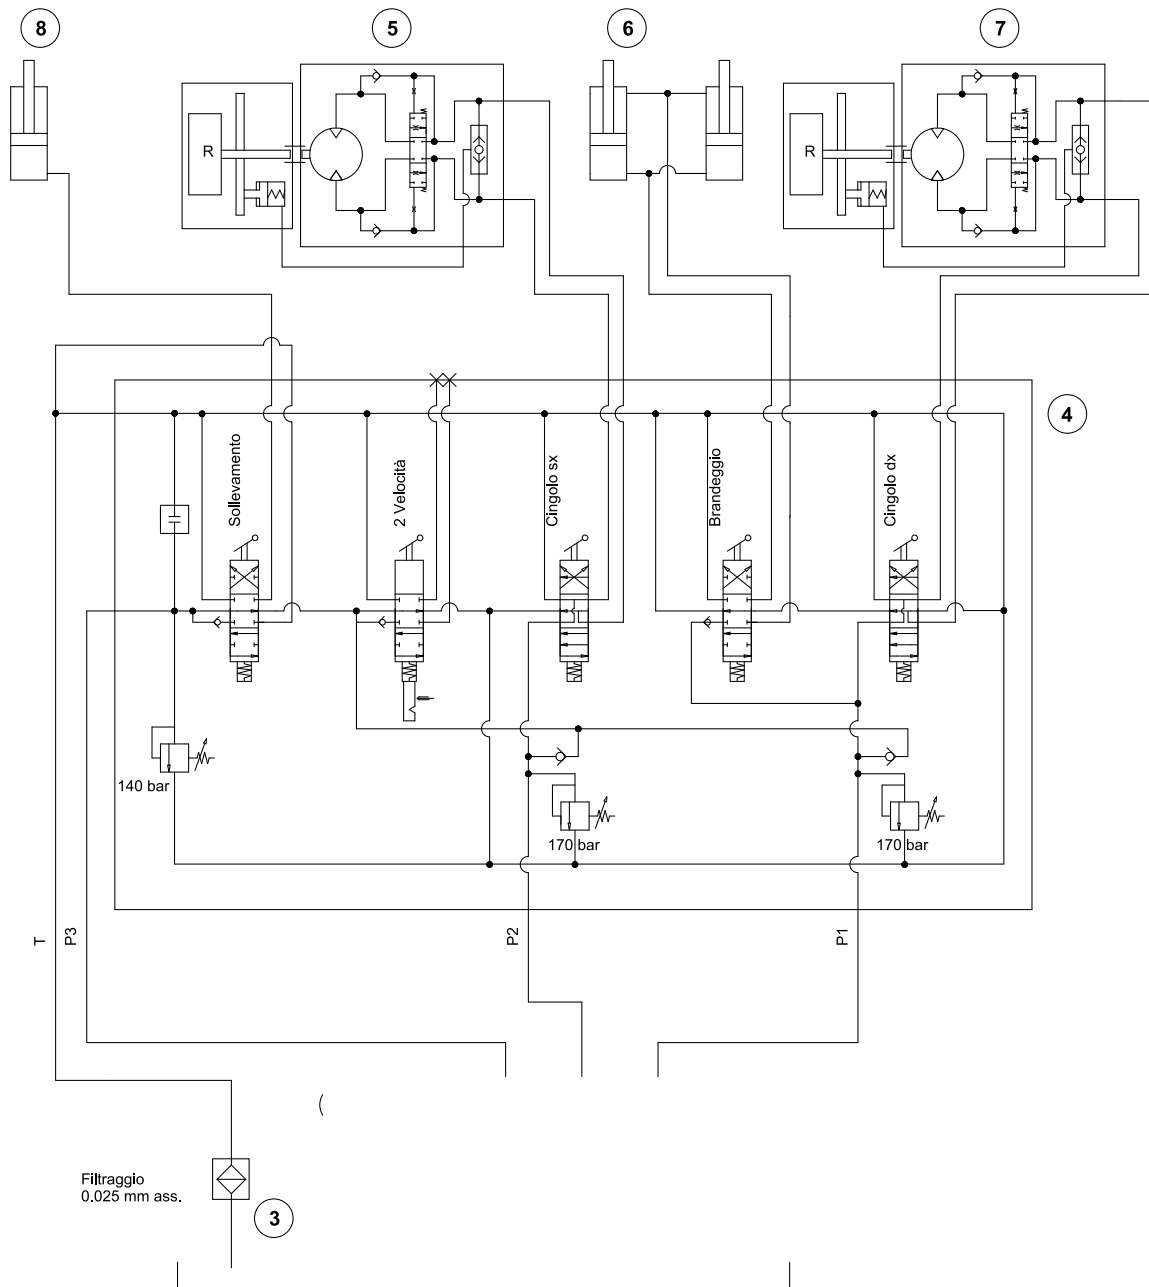 8
5
6
7
R
R
4
Sollevamento
2 Velocità
Cingolo sx
Brandeggio
Cingolo dx
140 bar
170 bar
170 bar
T
P3
P2
P1
(
Filtraggio
0.025 mm ass.
3